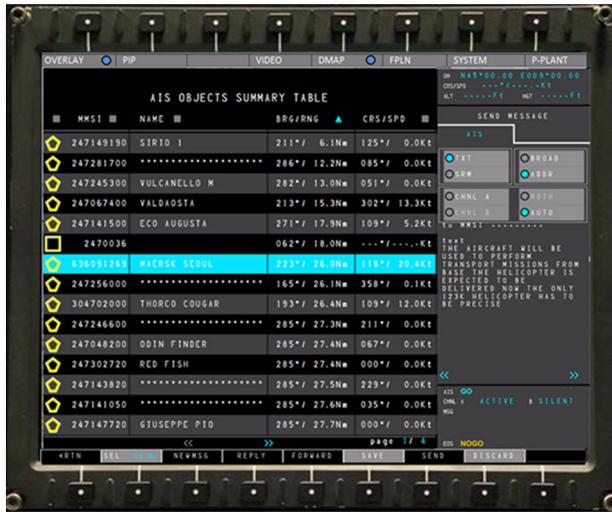 OVERLAY PIP VIDEO DMAP FPLN SYSTEM P-PLANT
OH N45°00.00 E009°00.00
CRS/SPD ---°/---.-Kt
ALT -----Ft HGT -----Ft
AIS OBJECTS SUMMARY TABLE
MMSI NAME BRG/RNG CRS/SPD
247149190 SIRIO 1 211°/ 6.1Nm 125°/ 0.0Kt
247281700 ******************** 286°/ 12.2Nm 085°/ 0.0Kt
247245300 VULCANELLO M 282°/ 13.0Nm 051°/ 0.0Kt
247067400 VALDAOSTA 213°/ 15.3Nm 302°/ 13.3Kt
247141500 ECO AUGUSTA 271°/ 17.9Nm 109°/ 5.2Kt
2470036 062°/ 18.0Nm ---°/---.-Kt
636091269 MAERSK SEOUL 223°/ 26.0Nm 118°/ 20.4Kt
247256000 ******************** 165°/ 26.1Nm 358°/ 0.1Kt
304702000 THORCO COUGAR 193°/ 26.4Nm 109°/ 12.0Kt
247246600 ******************** 285°/ 27.3Nm 211°/ 0.0Kt
247048200 ODIN FINDER 285°/ 27.4Nm 067°/ 0.0Kt
247302720 RED FISH 285°/ 27.4Nm 000°/ 0.0Kt
247143820 ******************** 285°/ 27.5Nm 229°/ 0.0Kt
247141050 ******************** 285°/ 27.6Nm 035°/ 0.0Kt
247147720 GIUSEPPE PIO 285°/ 27.7Nm 000°/ 0.0Kt
<< >> page 1/ 4
SEND MESSAGE
AIS
TXT BROAD
SRM ADDR
CHNL A BOTH
CHNL B AUTO
to MMSI ---------
text
THE AIRCRAFT WILL BE
USED TO PERFORM
TRANSPORT MISSIONS FROM
BASE THE HELICOPTER IS
EXPECTED TO BE
DELIVERED NOW THE ONLY
I23K HELICOPTER HAS TO
BE PRECISE
<< >>
AIS GO
CHNL A ACTIVE B SILENT
MSG
EOS NOGO
<RTN SEL NEWMSG REPLY FORWARD SAVE SEND DISCARD